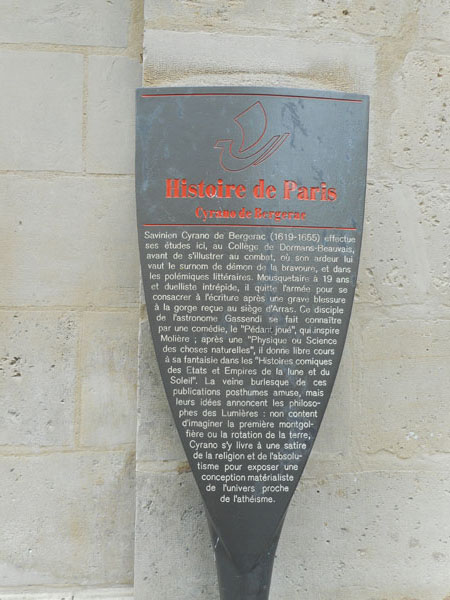 Histoire de Paris
Cyrano de Bergerac
Savinien Cyrano de Bergerac (1619-1655) effectue
ses études ici, au Collège de Dormans-Beauvais,
avant de s'illustrer au combat, où son ardeur lui
vaut le surnom de démon de la bravoure, et dans
les polémiques littéraires. Mousquetaire à 19 ans
et duelliste intrépide, il quitte l'armée pour se
consacrer à l'écriture après une grave blessure
à la gorge reçue au siège d'Arras. Ce disciple
de l'astronome Gassendi se fait connaître
par une comédie, le "Pédant joué", qui inspire
Molière ; après une "Physique ou Science
des choses naturelles", il donne libre cours
à sa fantaisie dans les "Histoires comiques
des Etats et Empires de la lune et du
Soleil". La veine burlesque de ces
publications posthumes amuse, mais
leurs idées annoncent les philoso-
phes des Lumières : non content
d'imaginer la première montgol-
fière ou la rotation de la terre,
Cyrano s'y livre à une satire
de la religion et de l'absolu-
tisme pour exposer une
conception matérialiste
de l'univers proche
de l'athéisme.